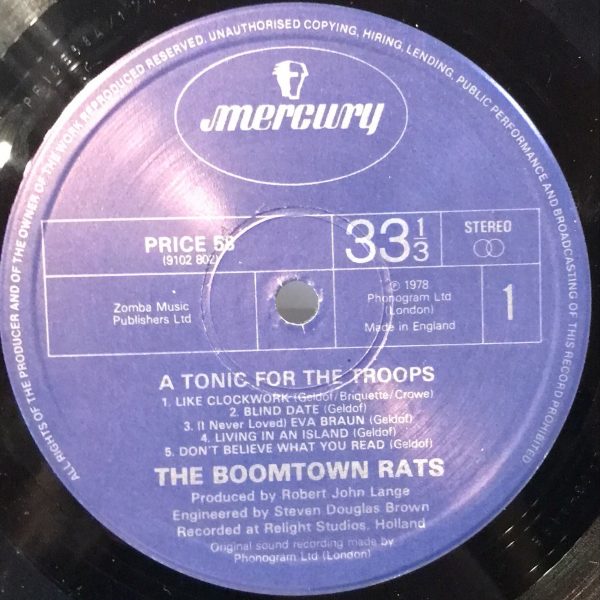 ALL RIGHTS OF THE PRODUCER AND OF THE OWNER OF THE WORK REPRODUCED RESERVED. UNAUTHORISED COPYING, HIRING, LENDING, PUBLIC PERFORMANCE AND BROADCASTING OF THIS RECORD PROHIBITED
mercury
PRICE 58
(9102 802)
33 1/3
STEREO
Zomba Music
Publishers Ltd
℗ 1978
Phonogram Ltd
(London)
Made in England
1
A TONIC FOR THE TROOPS
1. LIKE CLOCKWORK (Geldof/Briquette/Crowe)
2. BLIND DATE (Geldof)
3. (I Never Loved) EVA BRAUN (Geldof)
4. LIVING IN AN ISLAND (Geldof)
5. DON'T BELIEVE WHAT YOU READ (Geldof)
THE BOOMTOWN RATS
Produced by Robert John Lange
Engineered by Steven Douglas Brown
Recorded at Relight Studios, Holland
Original sound recording made by
Phonogram Ltd (London)